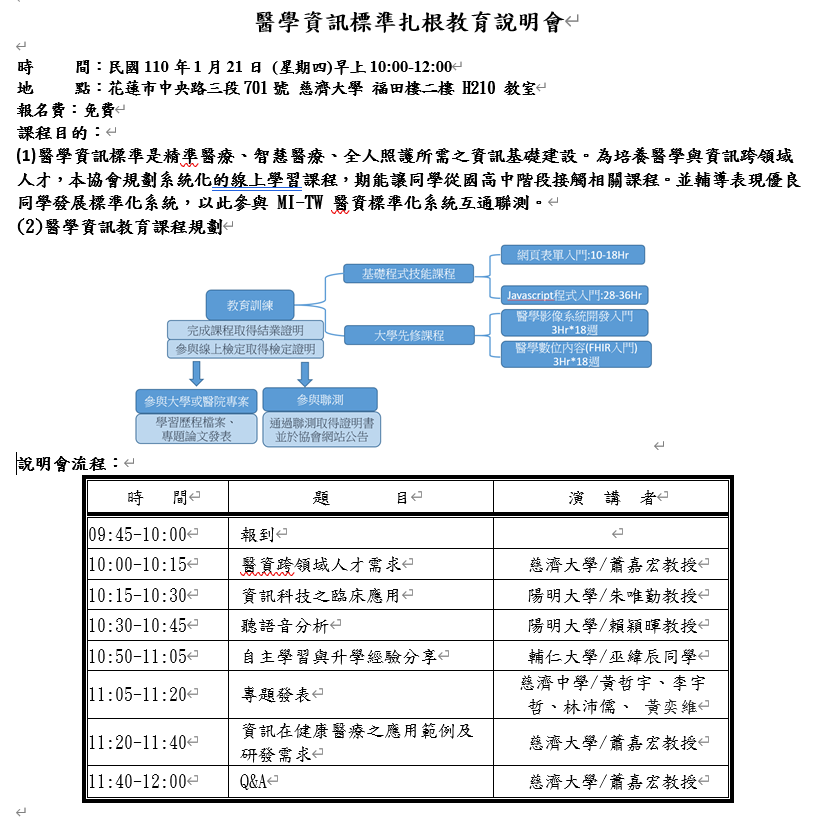 醫學資訊標準扎根教育說明會
時 間：民國 110 年 1 月 21 日 (星期四)早上 10:00-12:00
地 點：花蓮市中央路三段 701 號 慈濟大學 福田樓二樓 H210 教室
報名費：免費
課程目的：
(1)醫學資訊標準是精準醫療、智慧醫療、全人照護所需之資訊基礎建設。為培養醫學與資訊跨領域
人才，本協會規劃系統化的線上學習課程，期能讓同學從國高中階段接觸相關課程。並輔導表現優良
同學發展標準化系統，以此參與 MI-TW 醫資標準化系統互通聯測。
(2)醫學資訊教育課程規劃
教育訓練
完成課程取得結業證明
參與線上檢定取得檢定證明
基礎程式技能課程
網頁表單入門:10-18Hr
Javascript程式入門:28-36Hr
大學先修課程
醫學影像系統開發入門
3Hr*18週
醫學數位內容(FHIR入門)
3Hr*18週
參與大學或醫院專案
學習歷程檔案、
專題論文發表
參與聯測
通過聯測取得證明書
並於協會網站公告
說明會流程：
時 間 題 目 演 講 者
09:45-10:00 報到
10:00-10:15 醫資跨領域人才需求 慈濟大學/蕭嘉宏教授
10:15-10:30 資訊科技之臨床應用 陽明大學/朱唯勤教授
10:30-10:45 聽語音分析 陽明大學/賴穎暉教授
10:50-11:05 自主學習與升學經驗分享 輔仁大學/巫緯辰同學
11:05-11:20 專題發表 慈濟中學/黃哲宇、李宇
哲、林沛儒、 黃奕維
11:20-11:40 資訊在健康醫療之應用範例及
研發需求 慈濟大學/蕭嘉宏教授
11:40-12:00 Q&A 慈濟大學/蕭嘉宏教授